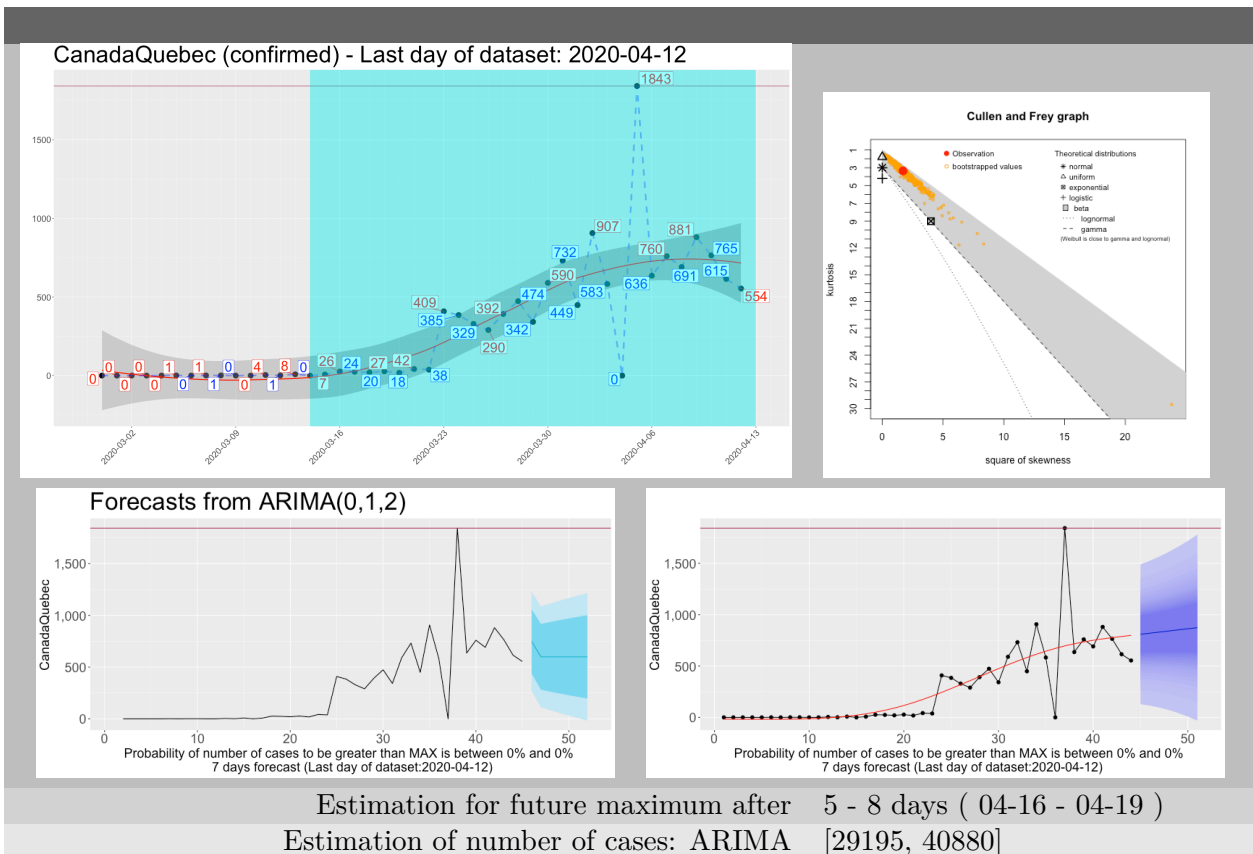 CanadaQuebec (confirmed) - Last day of dataset: 2020-04-12
1843
1500
1000
907
881
732
760
765
590
691
615
583
636
554
500
474
449
409
392
385
329
342
290
0 0 0 0 0 1 0 1 1 0 0 4 1 8 0 7 26 24 20 27 18 42 38 0
0
2020-03-02 2020-03-09 2020-03-16 2020-03-23 2020-03-30 2020-04-06 2020-04-13
Cullen and Frey graph
Observation
bootstrapped values
Theoretical distributions
normal
uniform
exponential
logistic
beta
lognormal
gamma
(Weibull is close to gamma and lognormal)
kurtosis
1 3 5 7 9 12 15 18 21 24 27 30
0 5 10 15 20
square of skewness
Forecasts from ARIMA(0,1,2)
CanadaQuebec
1,500
1,000
500
0
0 10 20 30 40 50
Probability of number of cases to be greater than MAX is between 0% and 0%
7 days forecast (Last day of dataset:2020-04-12)
CanadaQuebec
1,500
1,000
500
0
0 10 20 30 40 50
Probability of number of cases to be greater than MAX is between 0% and 0%
7 days forecast (Last day of dataset:2020-04-12)
Estimation for future maximum after 5 - 8 days ( 04-16 - 04-19 )
Estimation of number of cases: ARIMA [29195, 40880]